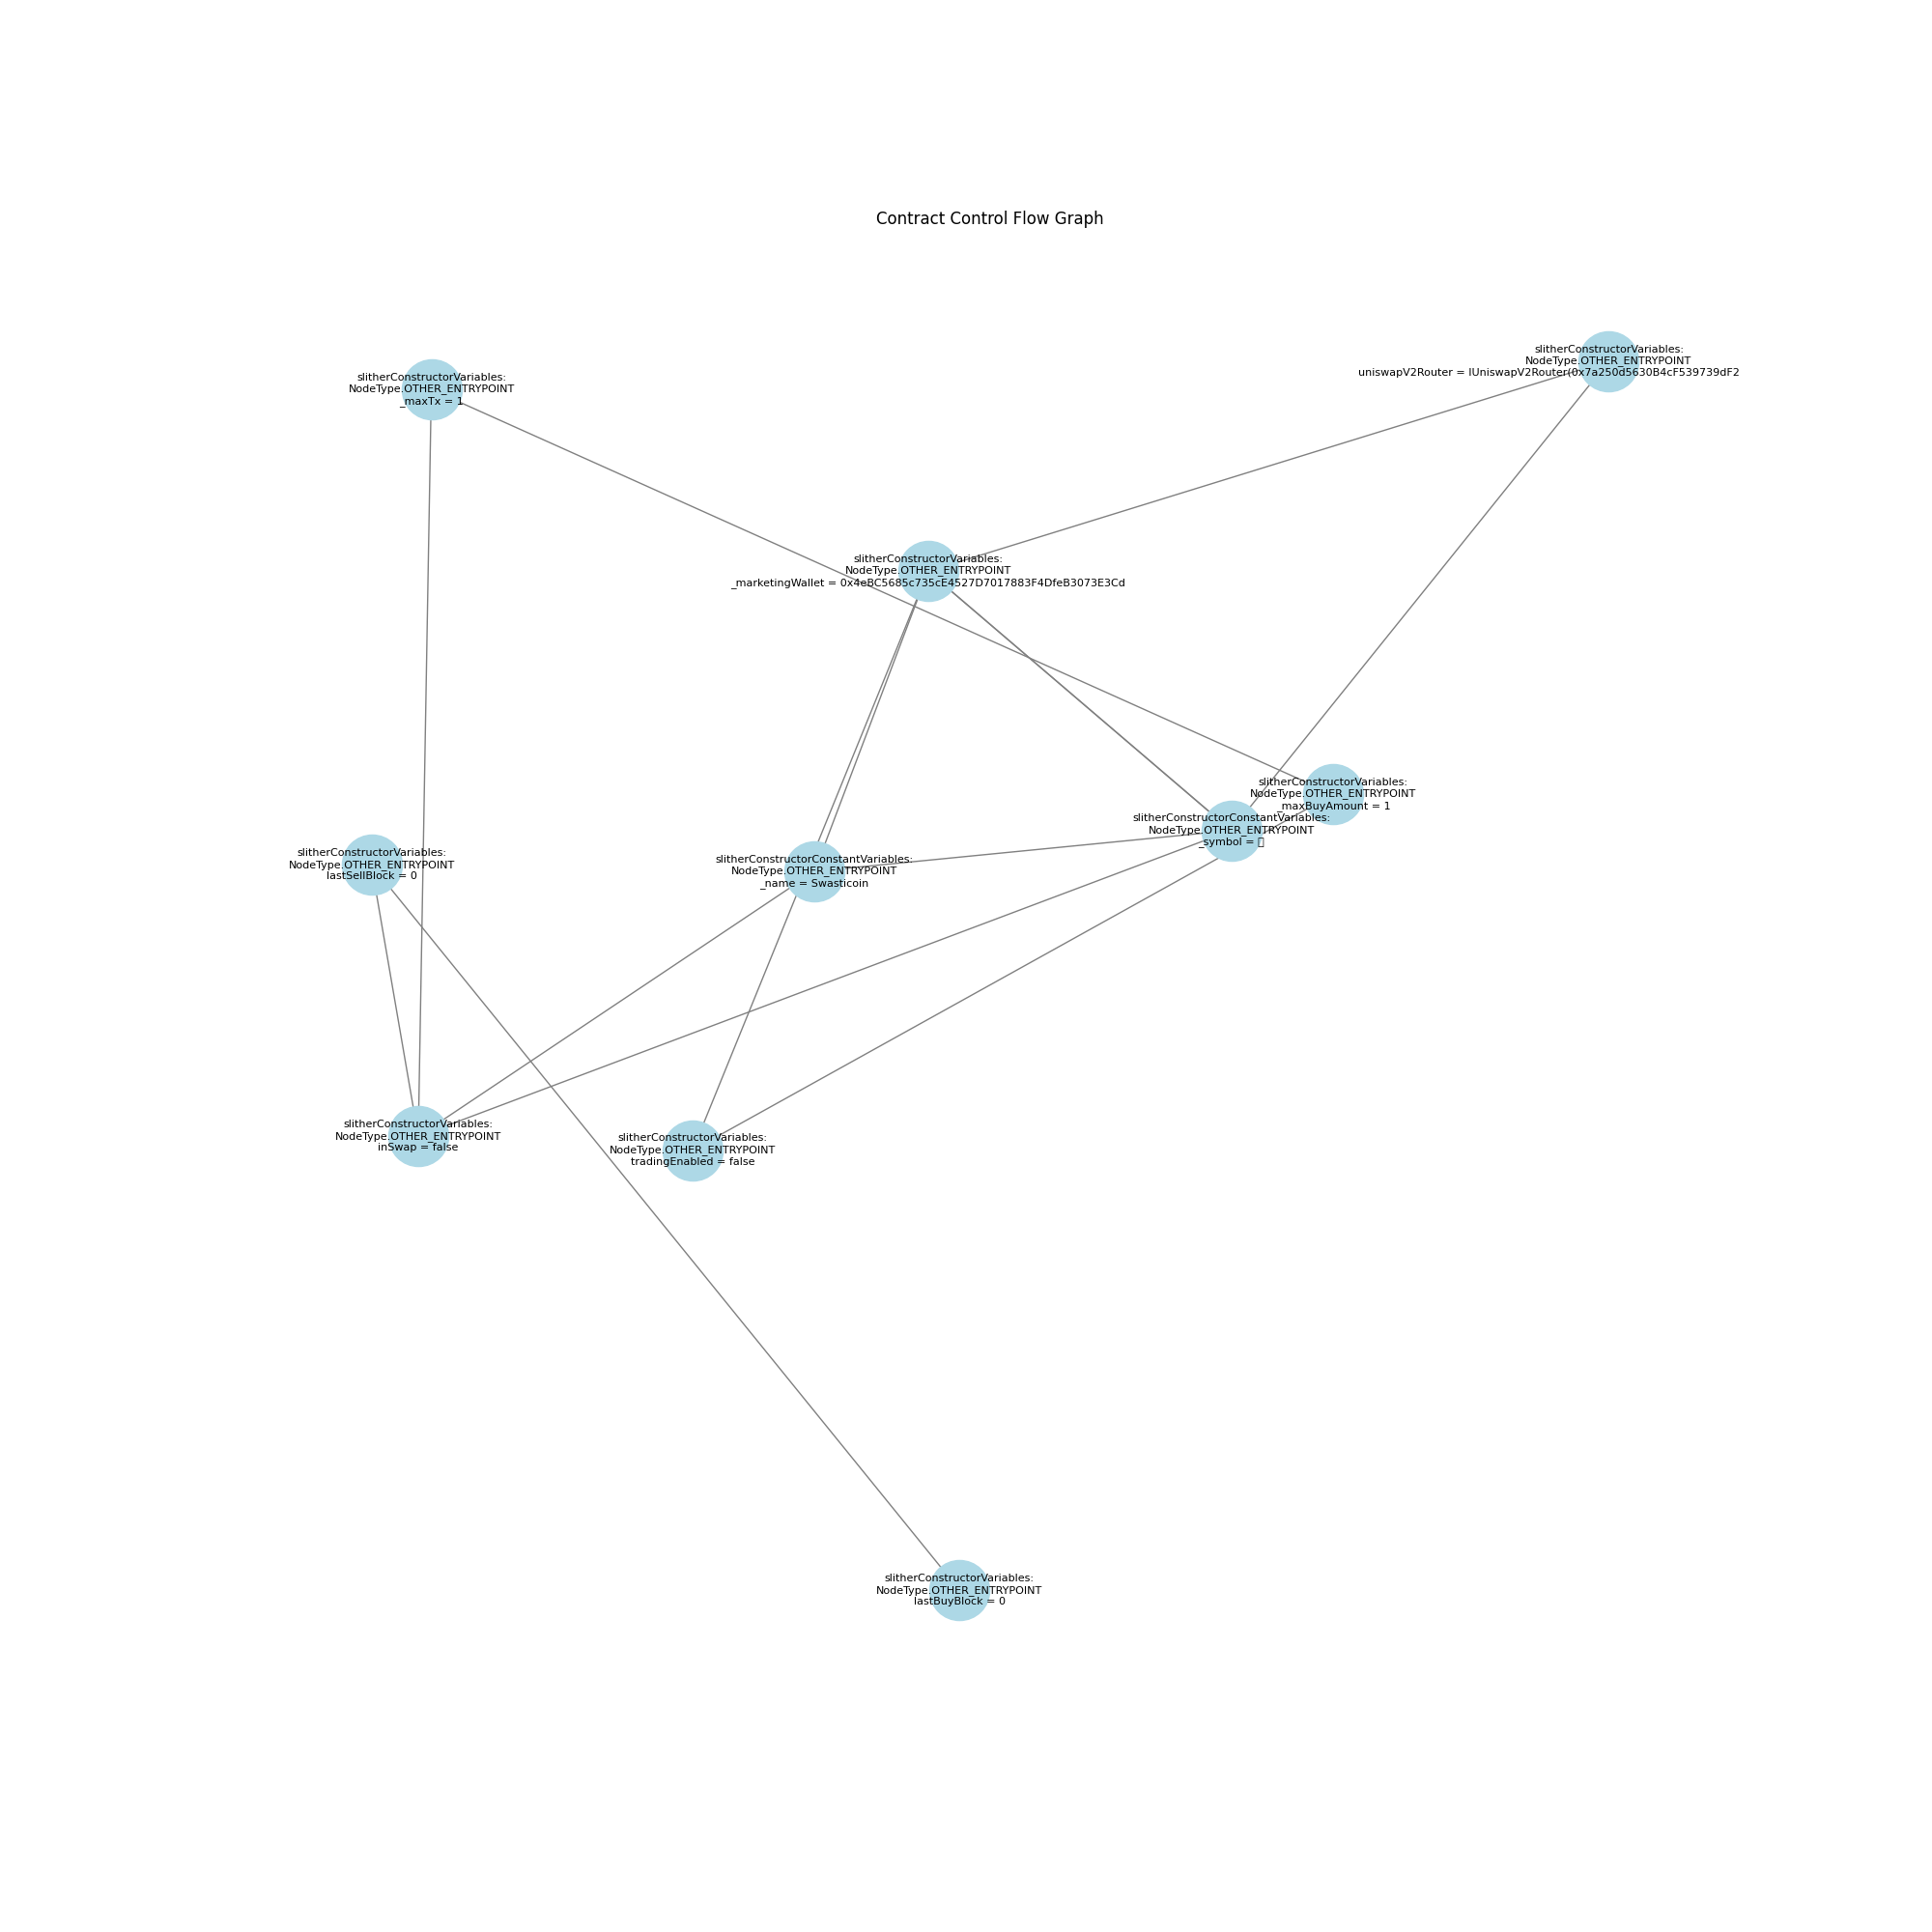 Contract Control Flow Graph
slitherConstructorVariables:
NodeType.OTHER_ENTRYPOINT
uniswapV2Router = IUniswapV2Router(0x7a250d5630B4cF539739dF2
slitherConstructorVariables:
NodeType.OTHER_ENTRYPOINT
_maxTx = 1
slitherConstructorVariables:
NodeType.OTHER_ENTRYPOINT
_marketingWallet = 0x4eBC5685c735cE4527D7017883F4DfeB3073E3Cd
slitherConstructorVariables:
NodeType.OTHER_ENTRYPOINT
_maxBuyAmount = 1
slitherConstructorConstantVariables:
NodeType.OTHER_ENTRYPOINT
_symbol =
slitherConstructorVariables:
NodeType.OTHER_ENTRYPOINT
lastSellBlock = 0
slitherConstructorConstantVariables:
NodeType.OTHER_ENTRYPOINT
_name = Swasticoin
slitherConstructorVariables:
NodeType.OTHER_ENTRYPOINT
inSwap = false
slitherConstructorVariables:
NodeType.OTHER_ENTRYPOINT
tradingEnabled = false
slitherConstructorVariables:
NodeType.OTHER_ENTRYPOINT
lastBuyBlock = 0